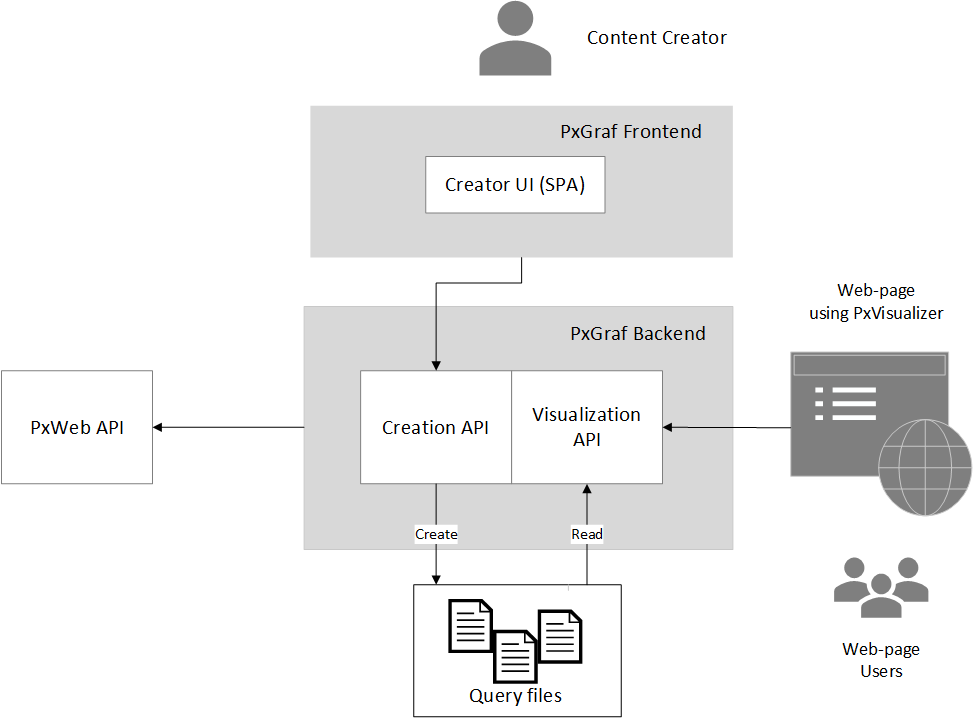 Content Creator
PxGraf Frontend
Creator UI (SPA)
Web-page
using PxVisualizer
PxGraf Backend
PxWeb API
Creation API
Visualization
API
Create
Read
Query files
Web-page
Users